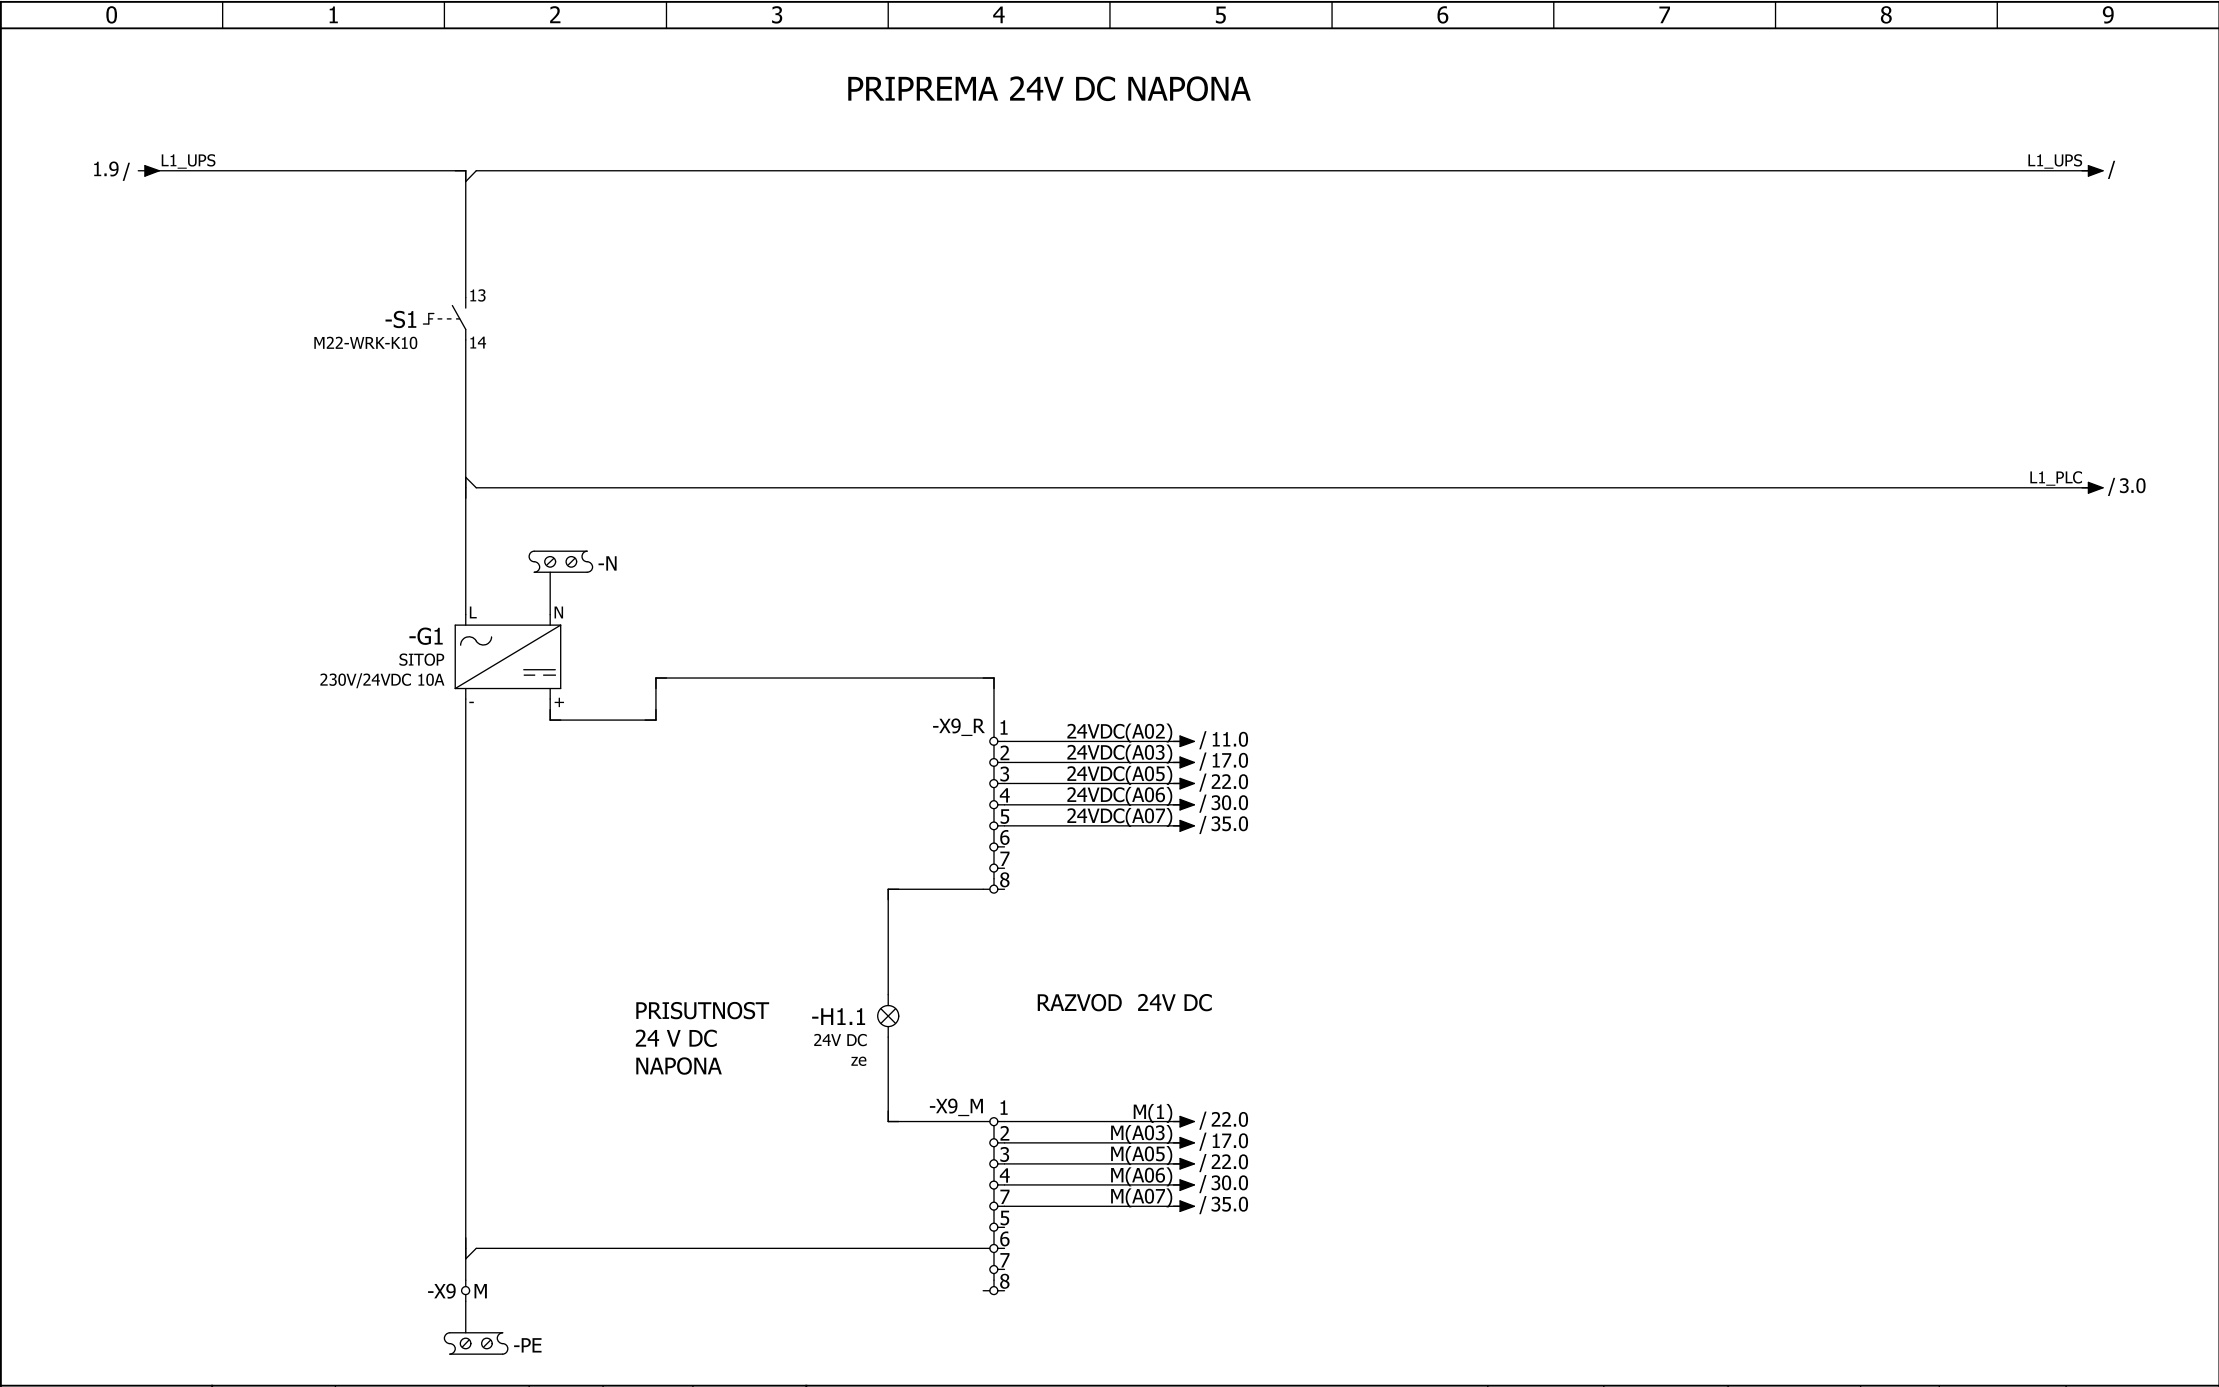 0 1 2 3 4 5 6 7 8 9
PRIPREMA 24V DC NAPONA
1.9 / L1_UPS L1_UPS /
13
-S1
M22-WRK-K10 14
L1_PLC / 3.0
-N
L N
-G1
SITOP
230V/24VDC 10A
- +
-X9_R 1 24VDC(A02) / 11.0
2 24VDC(A03) / 17.0
3 24VDC(A05) / 22.0
4 24VDC(A06) / 30.0
5 24VDC(A07) / 35.0
6
7
8
PRISUTNOST
24 V DC
NAPONA
-H1.1
24V DC
ze
RAZVOD 24V DC
-X9_M 1 M(1) / 22.0
2 M(A03) / 17.0
3 M(A05) / 22.0
4 M(A06) / 30.0
7 M(A07) / 35.0
5
6
7
8
-X9 M
-PE